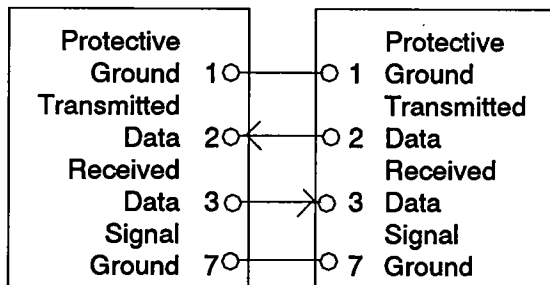 Protective Protective
Ground 1 1 Ground
Transmitted Transmitted
Data 2 2 Data
Received Received
Data 3 3 Data
Signal Signal
Ground 7 7 Ground